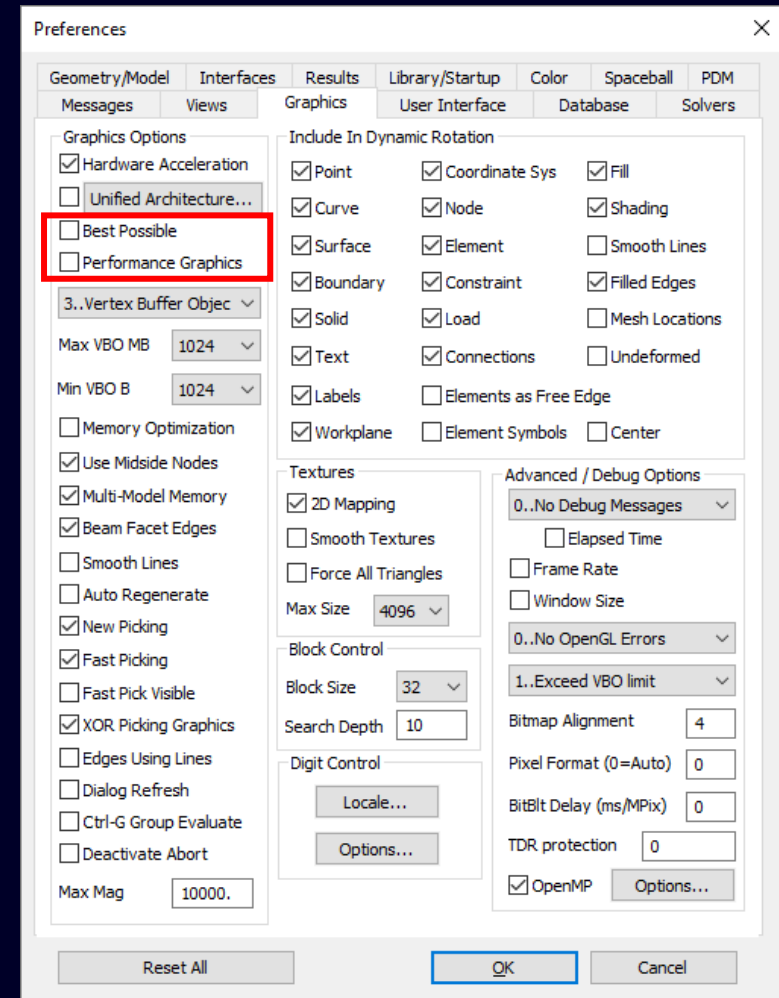 Preferences
Geometry/Model Interfaces Results Library/Startup Color Spaceball PDM
Messages Views Graphics User Interface Database Solvers
Graphics Options
Hardware Acceleration
Unified Architecture...
Best Possible
Performance Graphics
3..Vertex Buffer Objec
Max VBO MB 1024
Min VBO B 1024
Memory Optimization
Use Midside Nodes
Multi-Model Memory
Beam Facet Edges
Smooth Lines
Auto Regenerate
New Picking
Fast Picking
Fast Pick Visible
XOR Picking Graphics
Edges Using Lines
Dialog Refresh
Ctrl-G Group Evaluate
Deactivate Abort
Max Mag 10000.
Include In Dynamic Rotation
Point Coordinate Sys Fill
Curve Node Shading
Surface Element Smooth Lines
Boundary Constraint Filled Edges
Solid Load Mesh Locations
Text Connections Undeformed
Labels Elements as Free Edge
Workplane Element Symbols Center
Textures
2D Mapping
Smooth Textures
Force All Triangles
Max Size 4096
Block Control
Block Size 32
Search Depth 10
Digit Control
Locale...
Options...
Advanced / Debug Options
0..No Debug Messages
Elapsed Time
Frame Rate
Window Size
0..No OpenGL Errors
1..Exceed VBO limit
Bitmap Alignment 4
Pixel Format (0=Auto) 0
BitBlt Delay (ms/MPix) 0
TDR protection 0
OpenMP Options...
Reset All OK Cancel